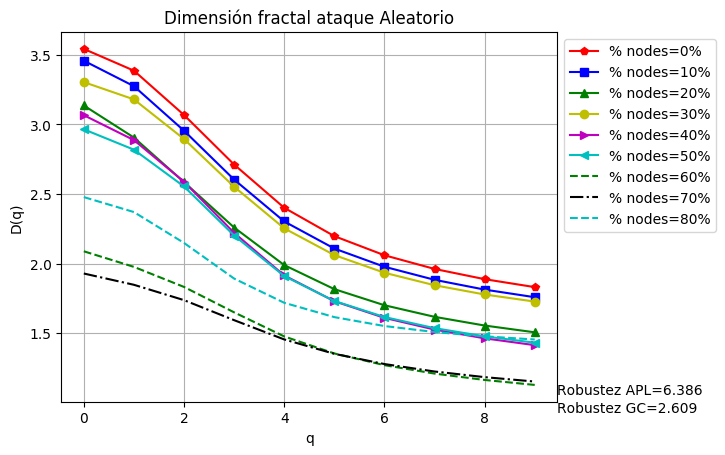 Dimensión fractal ataque Aleatorio
D(q)
3.5
3.0
2.5
2.0
1.5
0
2
4
6
8
q
% nodes=0%
% nodes=10%
% nodes=20%
% nodes=30%
% nodes=40%
% nodes=50%
% nodes=60%
% nodes=70%
% nodes=80%
Robustez APL=6.386
Robustez GC=2.609